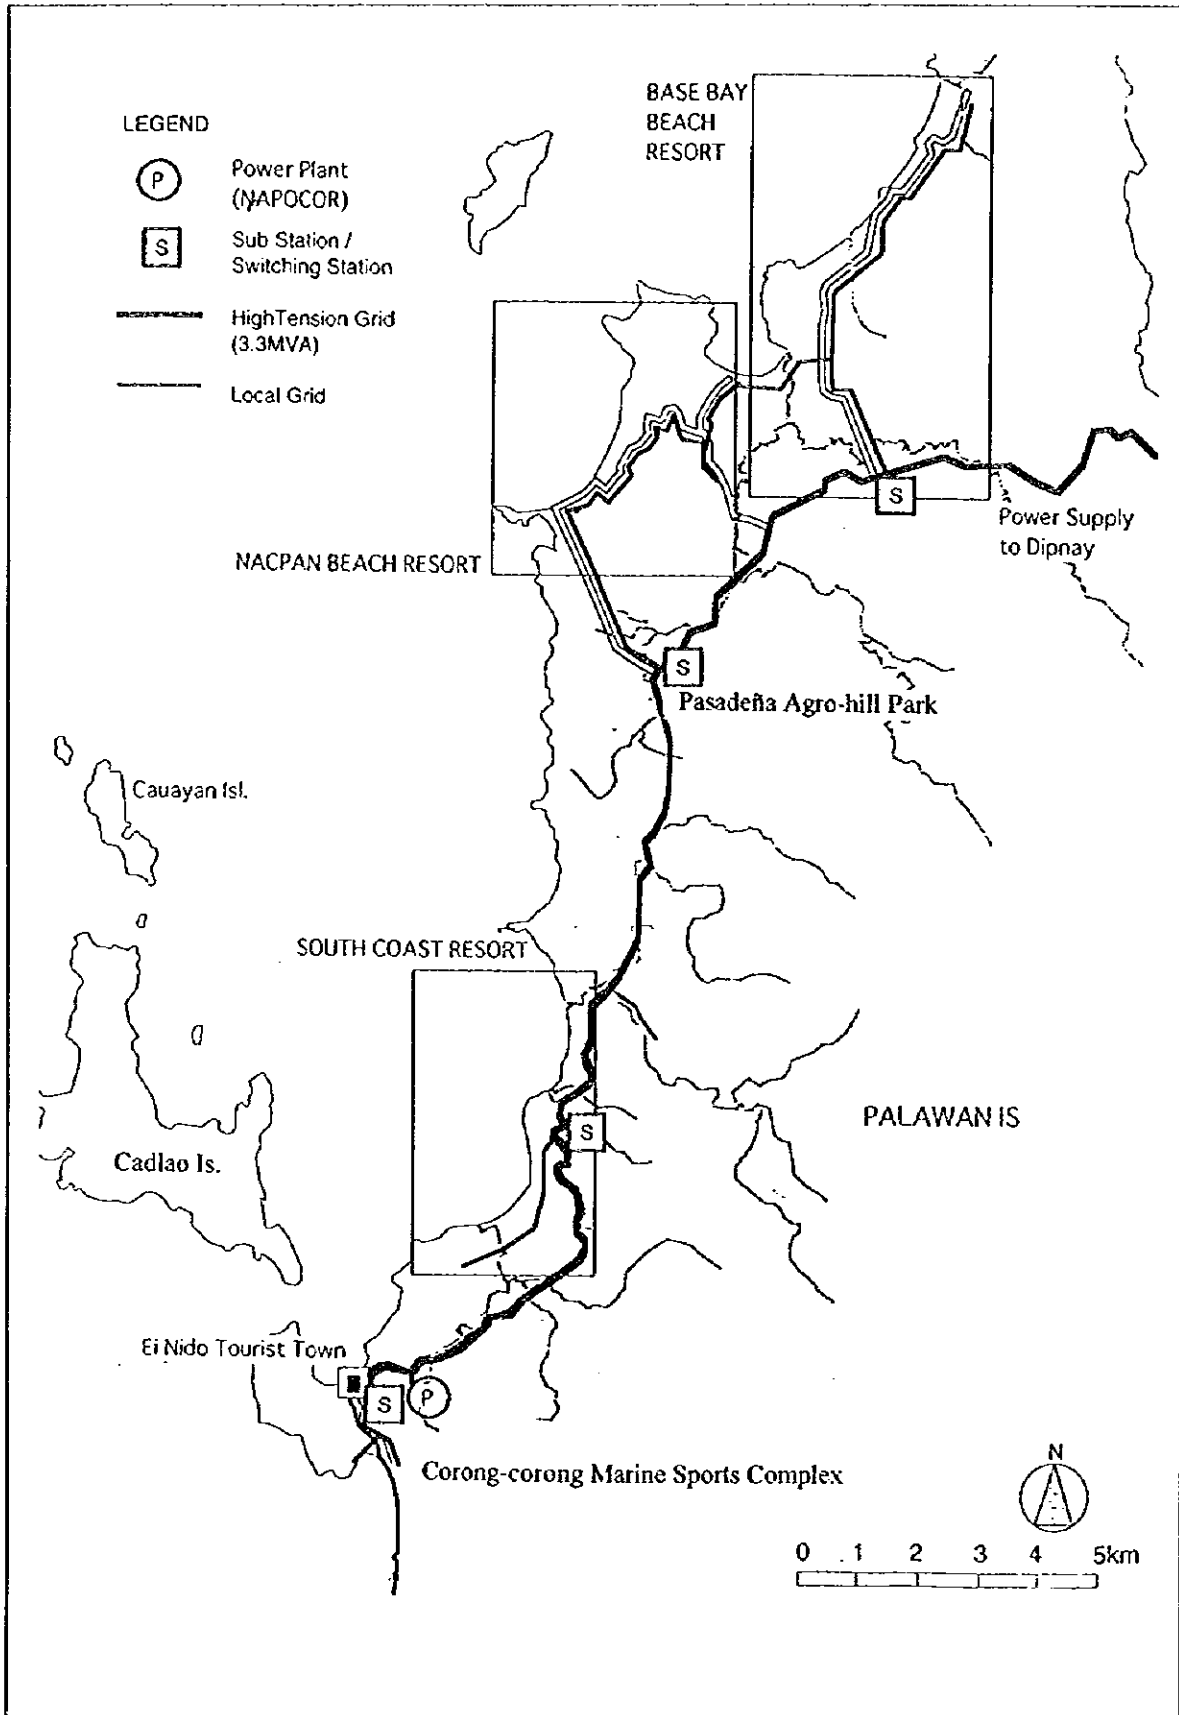 BASE BAY
BEACH
RESORT
LEGEND
P
Power Plant
(NAPOCOR)
S
Sub Station /
Switching Station
HighTension Grid
(3.3MVA)
Local Grid
S
Power Supply
to Dipnay
NACPAN BEACH RESORT
S
Pasadeña Agro-hill Park
Cauayan Isl.
SOUTH COAST RESORT
PALAWAN IS
S
Cadlao Is.
Ei Nido Tourist Town
S
P
Corong-corong Marine Sports Complex
N
0 1 2 3 4 5km